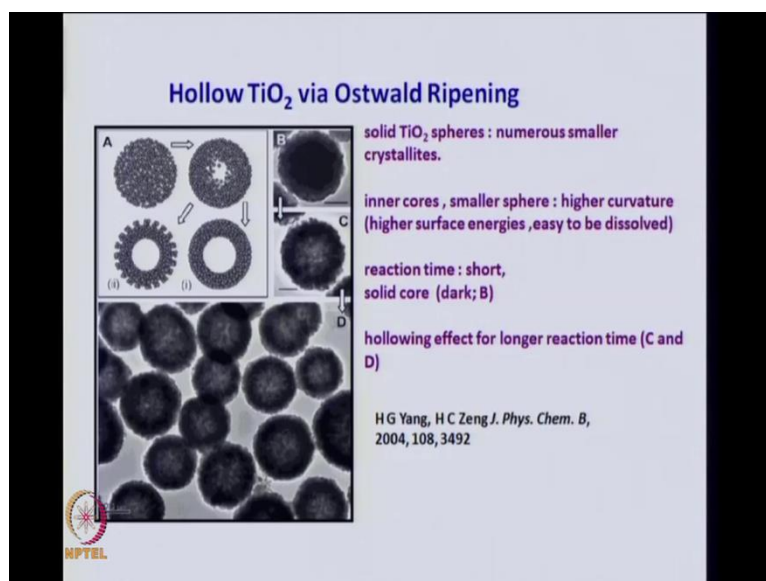 Hollow TiO₂ via Ostwald Ripening
A
B
C
(ii)
(i)
D
solid TiO₂ spheres : numerous smaller
crystallites.
inner cores , smaller sphere : higher curvature
(higher surface energies ,easy to be dissolved)
reaction time : short,
solid core (dark; B)
hollowing effect for longer reaction time (C and
D)
H G Yang, H C Zeng J. Phys. Chem. B,
2004, 108, 3492
NPTEL